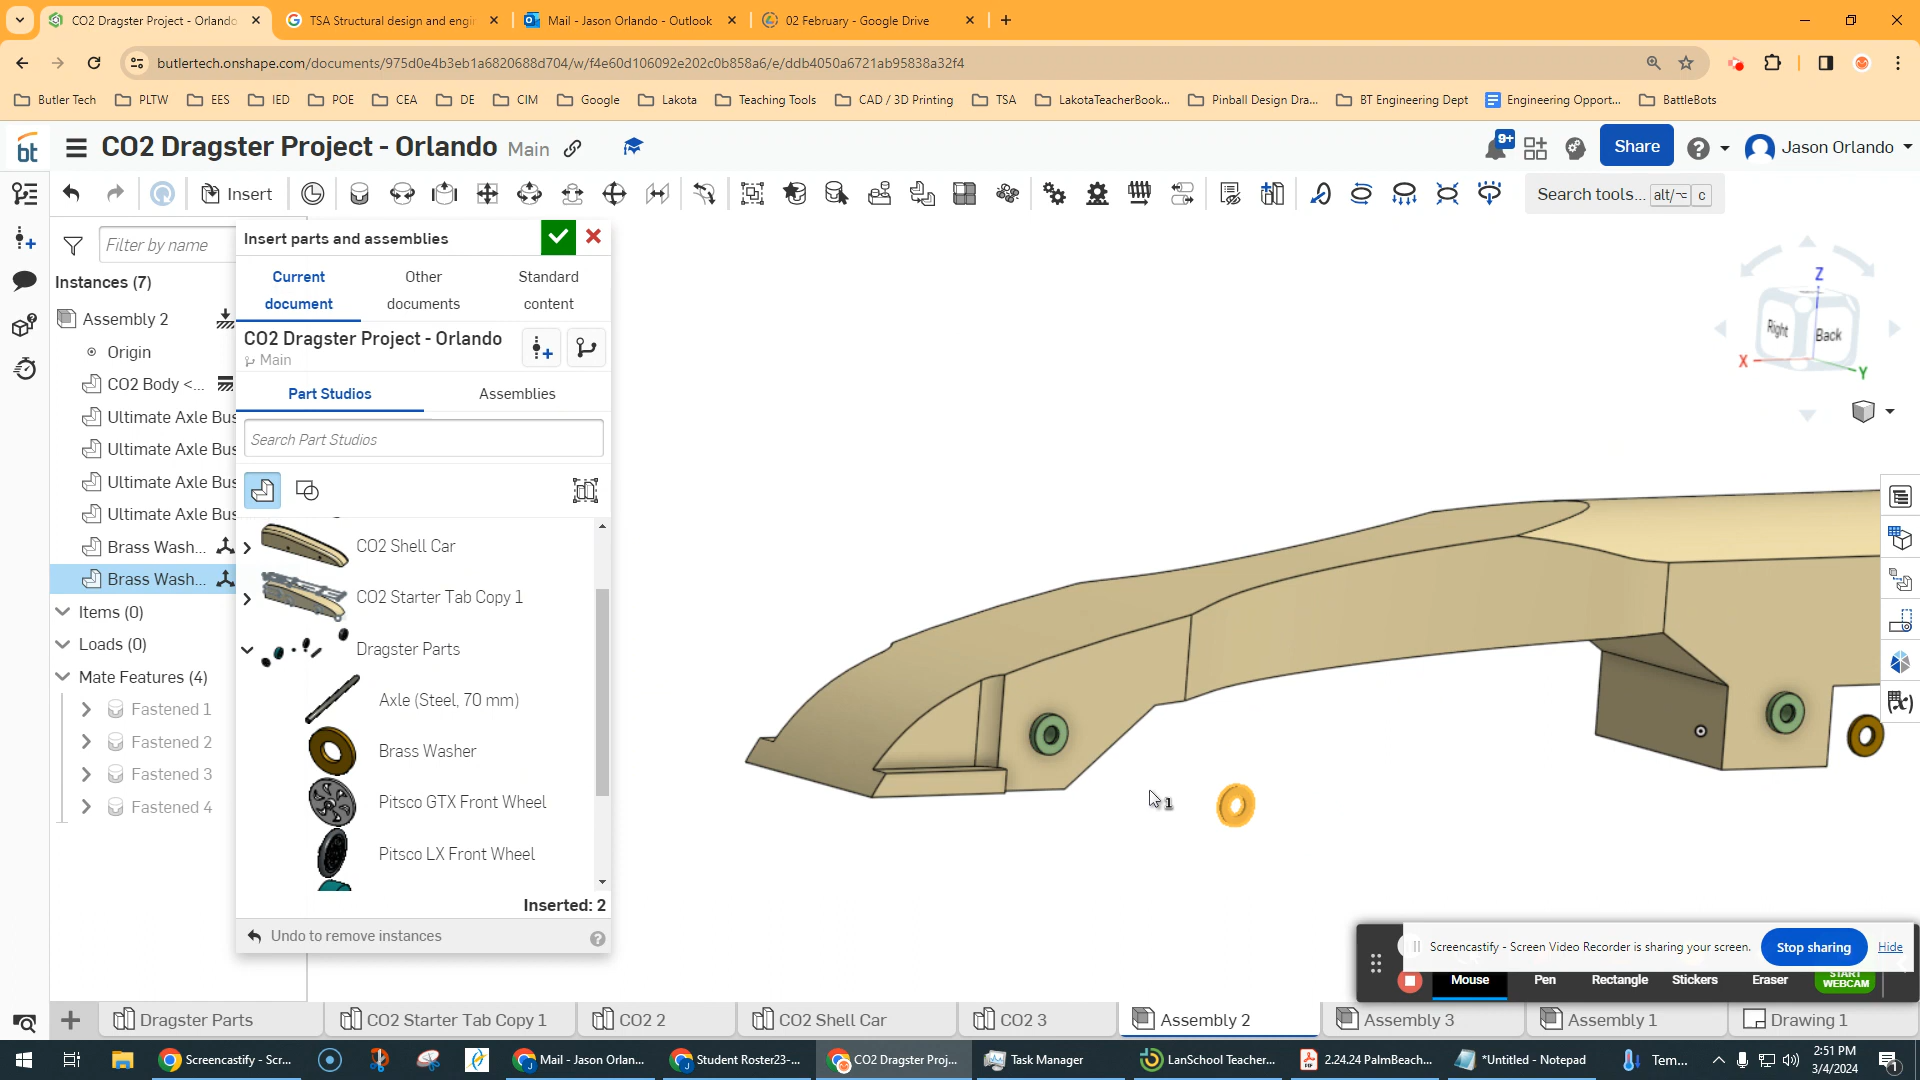 CO2 Dragster Project - Orlando
TSA Structural design and engin
Mail - Jason Orlando - Outlook
02 February - Google Drive
butlertech.onshape.com/documents/975d0e4b3eb1a6820688d704/w/f4e60d106092e202c0b858a6/e/ddb4050a6721ab95838a32f4
Butler Tech PLTW EES IED POE CEA DE CIM Google Lakota Teaching Tools CAD / 3D Printing TSA LakotaTeacherBook... Pinball Design Dra... BT Engineering Dept Engineering Opport... BattleBots
bt CO2 Dragster Project - Orlando Main 9+ Share Jason Orlando
Insert Search tools... alt/⌥ c
Filter by name
Instances (7)
Assembly 2
Origin
CO2 Body <...
Ultimate Axle Bus
Ultimate Axle Bus
Ultimate Axle Bus
Ultimate Axle Bus
Brass Wash...
Brass Wash...
Items (0)
Loads (0)
Mate Features (4)
Fastened 1
Fastened 2
Fastened 3
Fastened 4
Insert parts and assemblies
Current document
Other documents
Standard content
CO2 Dragster Project - Orlando
Main
Part Studios Assemblies
Search Part Studios
CO2 Shell Car
CO2 Starter Tab Copy 1
Dragster Parts
Axle (Steel, 70 mm)
Brass Washer
Pitsco GTX Front Wheel
Pitsco LX Front Wheel
Inserted: 2
Undo to remove instances
Z
Right Back
X
Y
1
Screencastify - Screen Video Recorder is sharing your screen. Stop sharing Hide
Mouse Pen Rectangle Stickers Eraser START WEBCAM
Dragster Parts CO2 Starter Tab Copy 1 CO2 2 CO2 Shell Car CO2 3 Assembly 2 Assembly 3 Assembly 1 Drawing 1
Screencastify - Scr... Mail - Jason Orlan... Student Roster23-... CO2 Dragster Proj... Task Manager LanSchool Teacher... 2.24.24 PalmBeach... *Untitled - Notepad Tem... 2:51 PM
3/4/2024
1